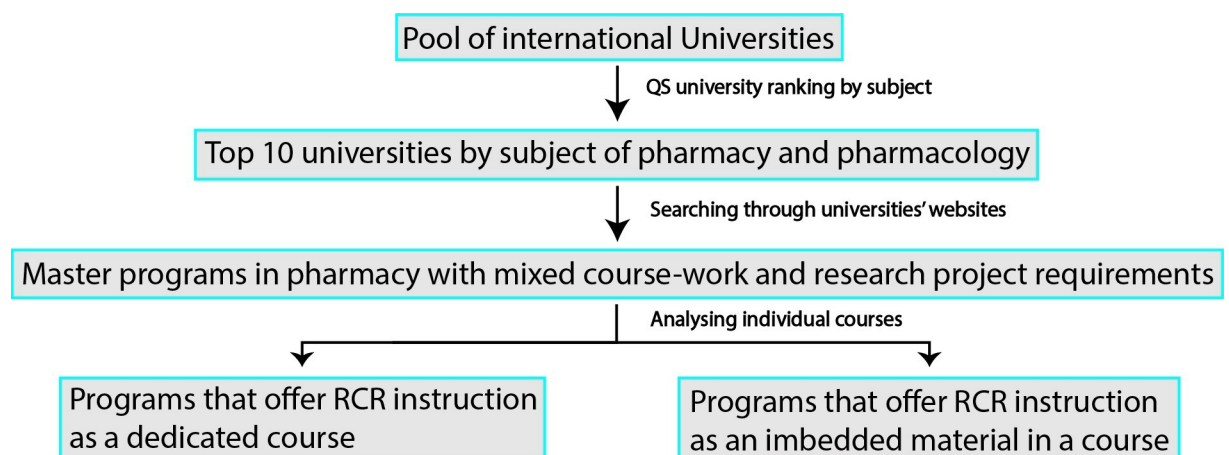 Pool of international Universities
QS university ranking by subject
Top 10 universities by subject of pharmacy and pharmacology
Searching through universities’ websites
Master programs in pharmacy with mixed course-work and research project requirements
Analysing individual courses
Programs that offer RCR instruction
as a dedicated course
Programs that offer RCR instruction
as an imbedded material in a course